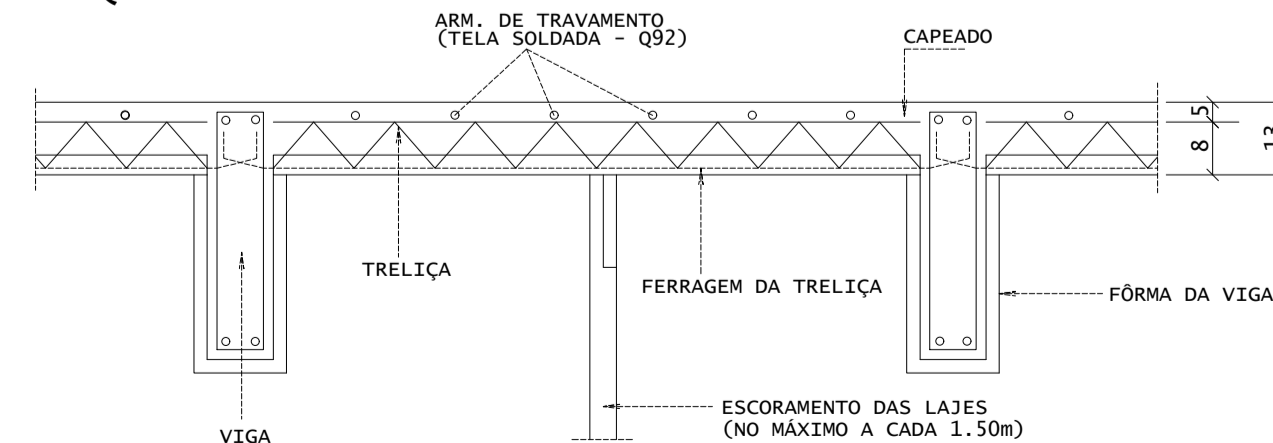 ARM. DE TRAVAMENTO
(TELA SOLDADA - Q92)
CAPEADO
5
8
13
TRELIÇA
FERRAGEM DA TRELIÇA
FÔRMA DA VIGA
ESCORAMENTO DAS LAJES
(NO MÁXIMO A CADA 1.50m)
VIGA